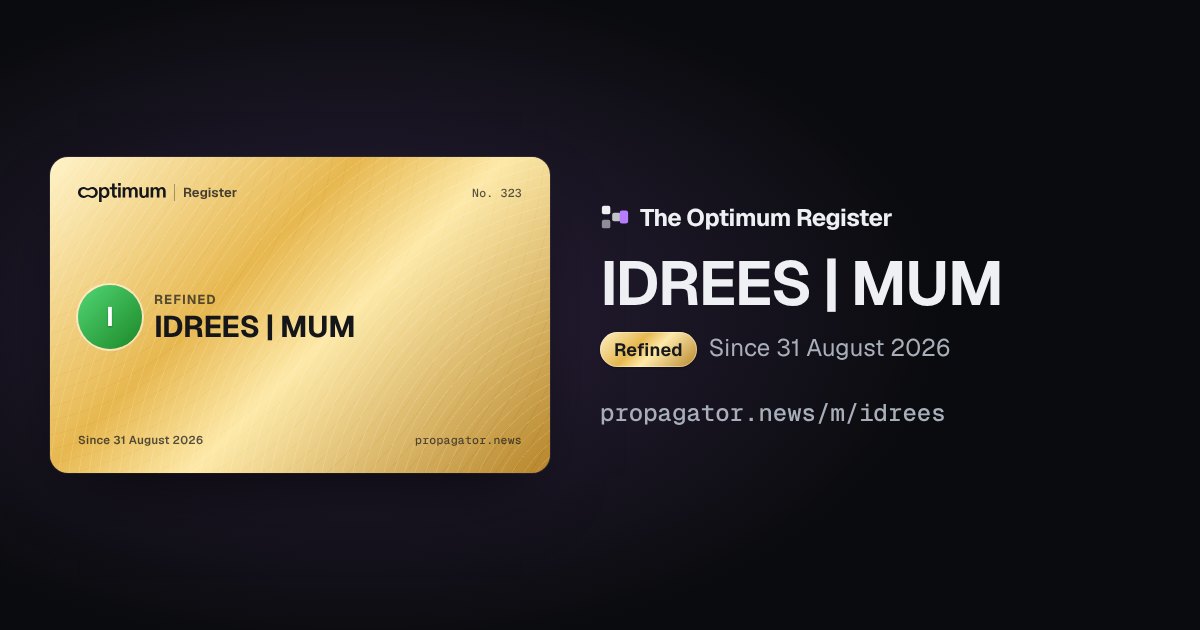 optimum | Register
No. 323
I
REFINED
IDREES | MUM
Since 31 August 2026
propagator.news
The Optimum Register
IDREES | MUM
Refined
Since 31 August 2026
propagator.news/m/idrees